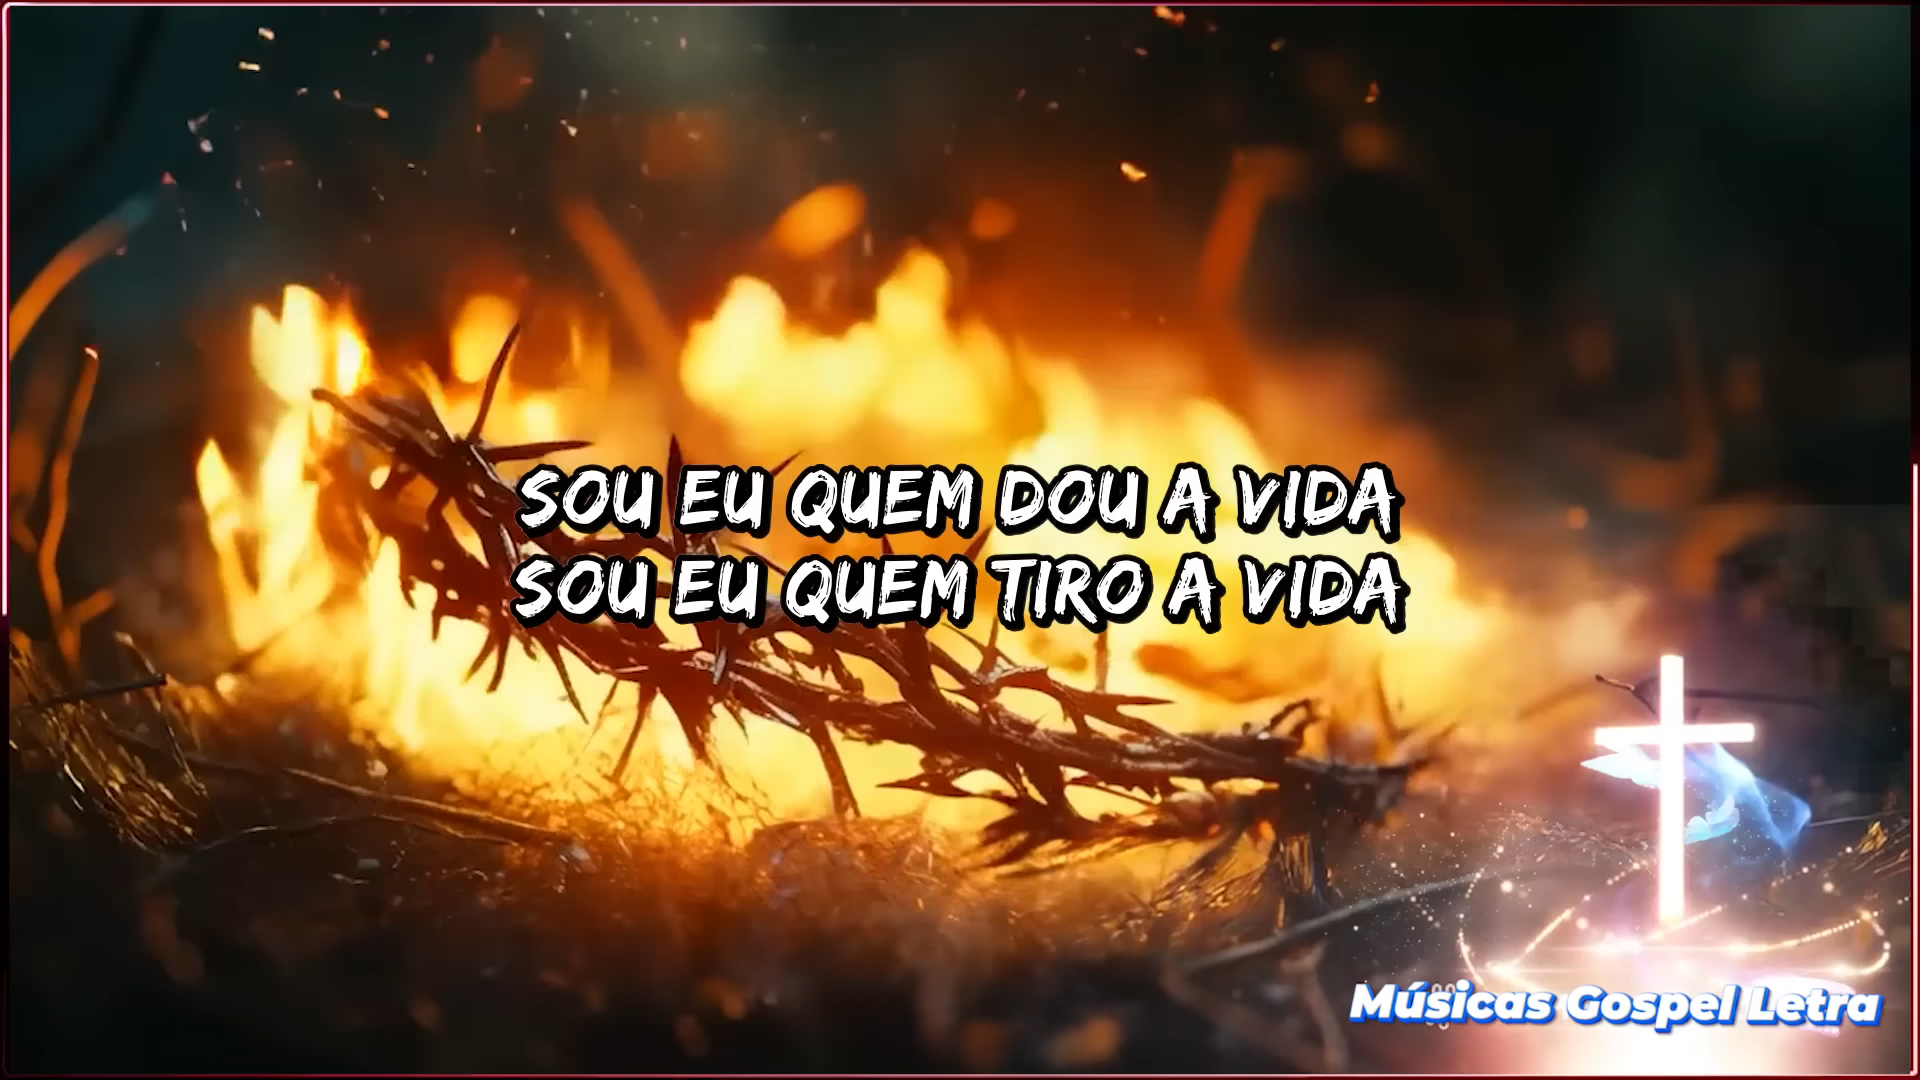 SOU EU QUEM DOU A VIDA
SOU EU QUEM TIRO A VIDA
Músicas Gospel Letra